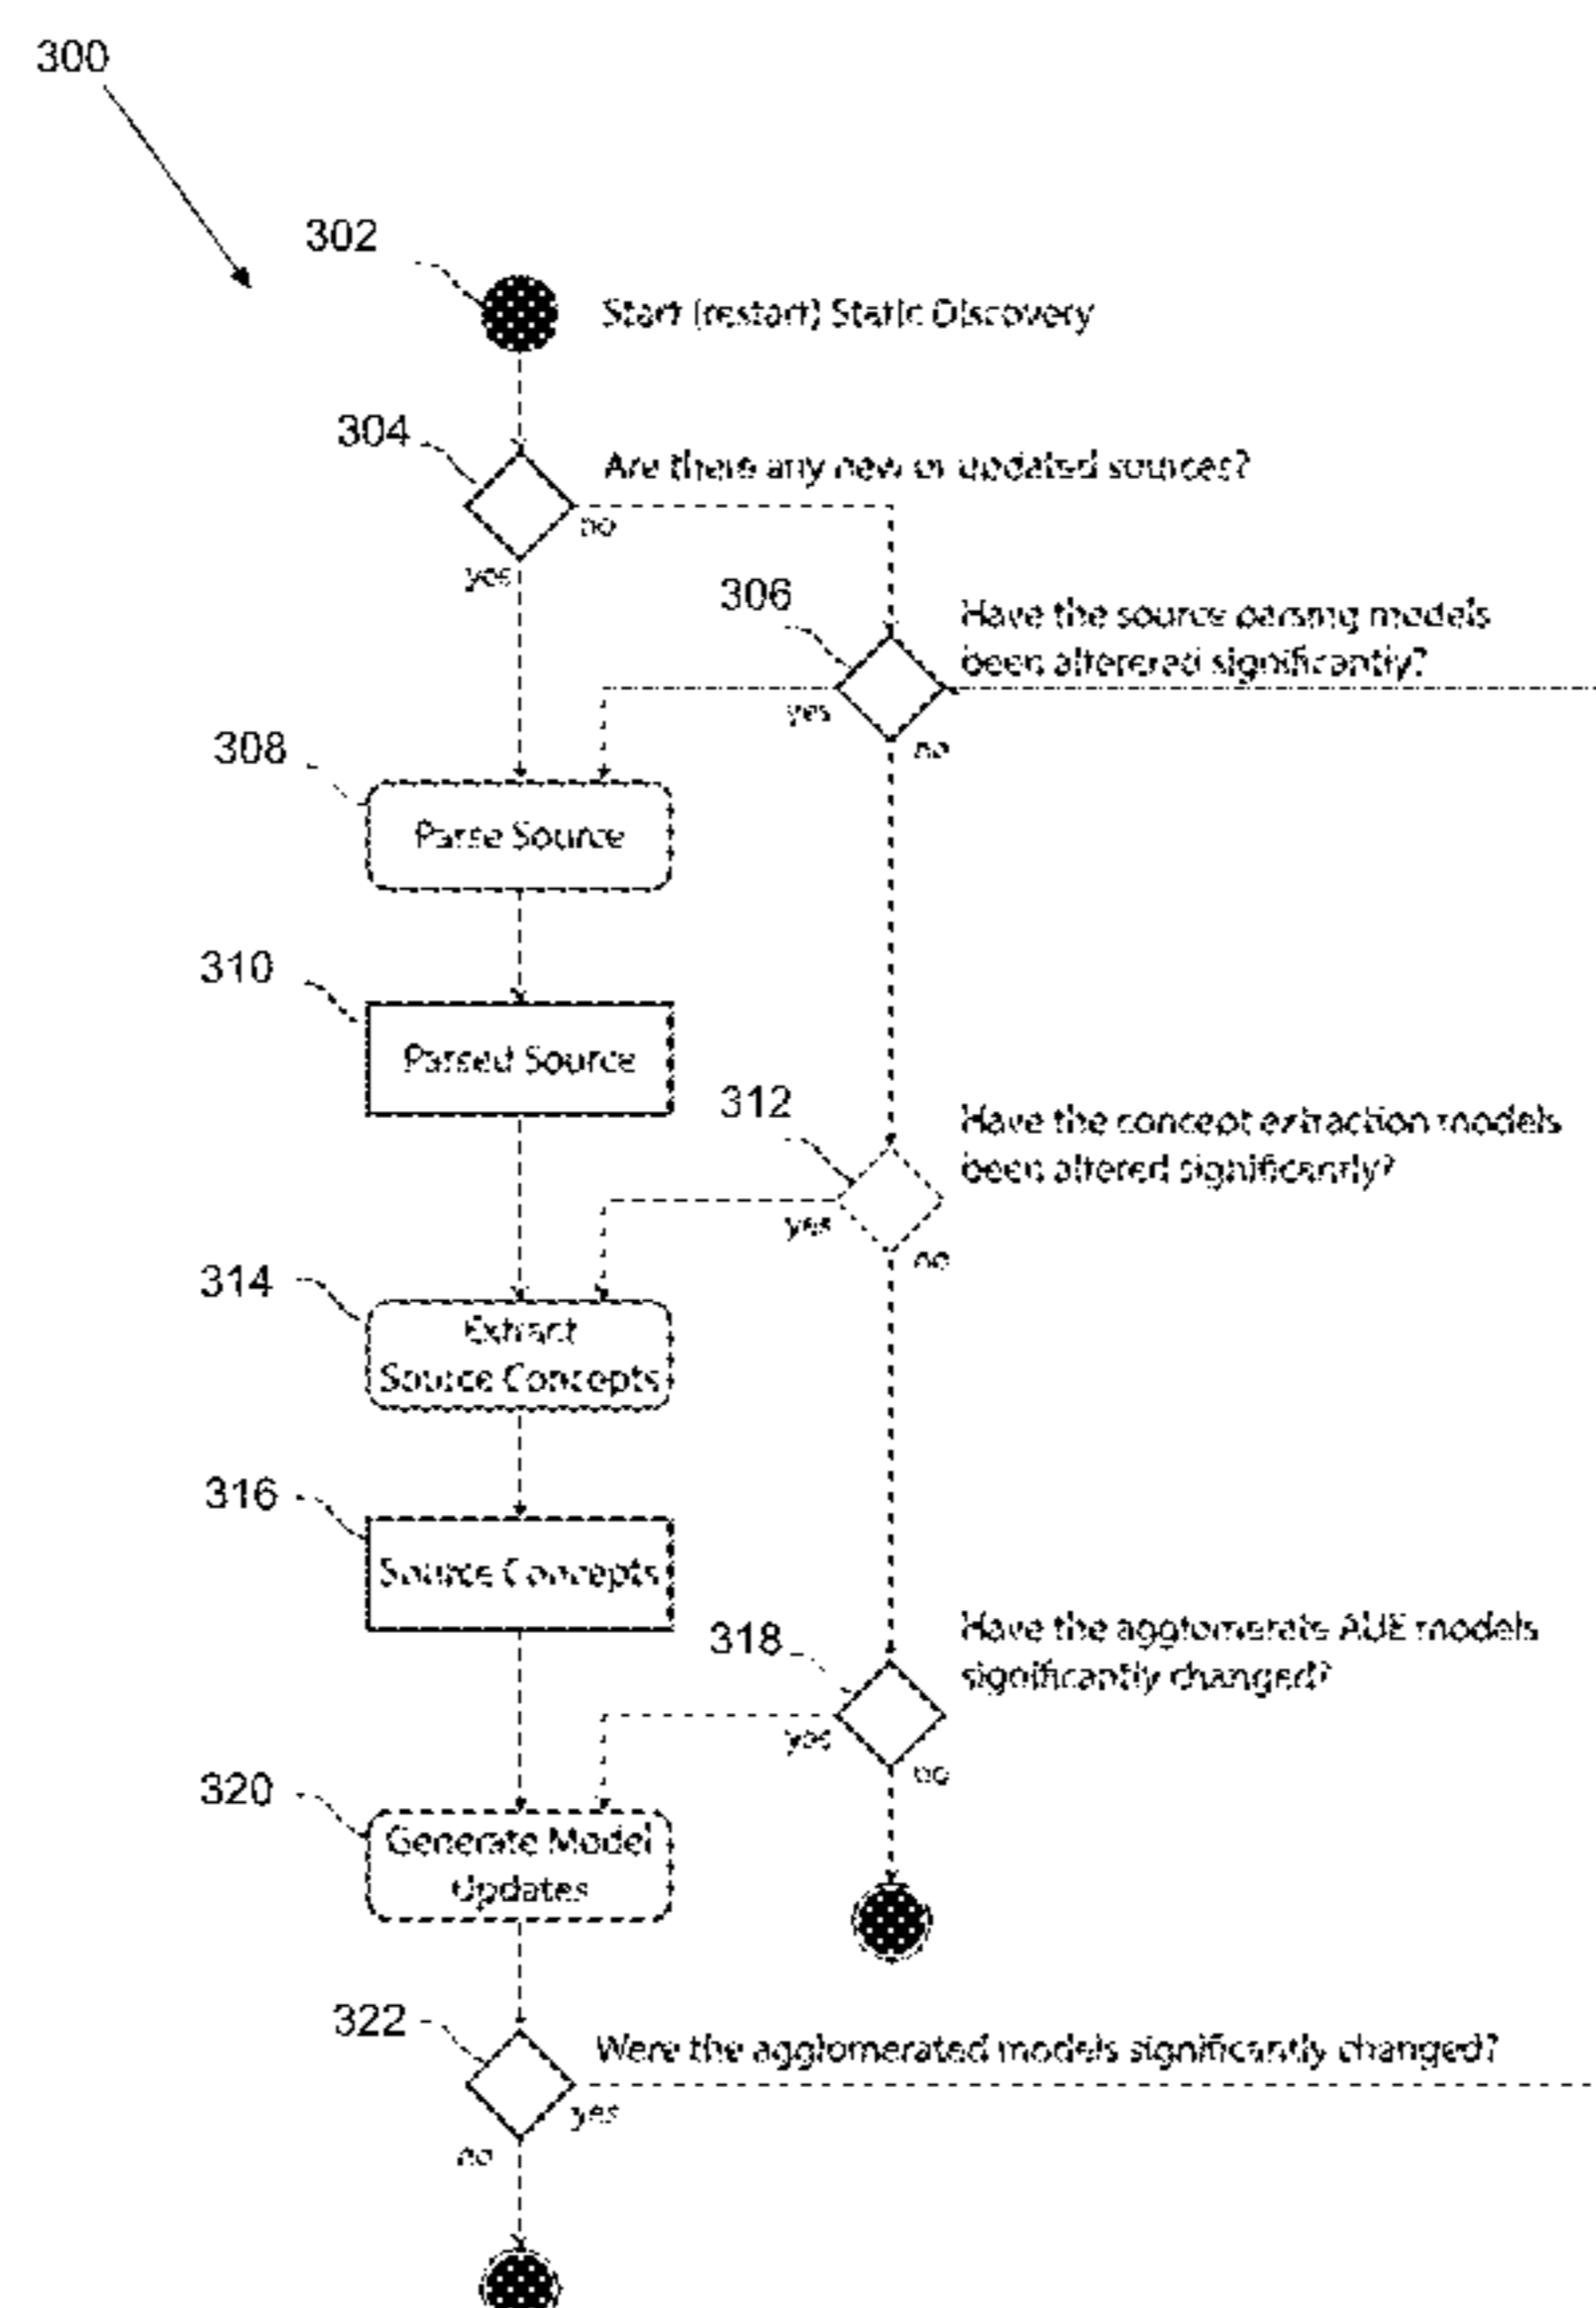 300
302
Start (restart) Static Discovery
304
Are there any new or updated sources?
no
yes
306
Have the source parsing models
been alterered significantly?
yes
no
308
Parse Source
310
Parsed Source
312
Have the concept extraction models
been altered significantly?
yes
no
314
Extract
Source Concepts
316
Source Concepts
318
Have the agglomerate AUE models
significantly changed?
yes
no
320
Generate Model
Updates
322
Were the agglomerated models significantly changed?
yes
no